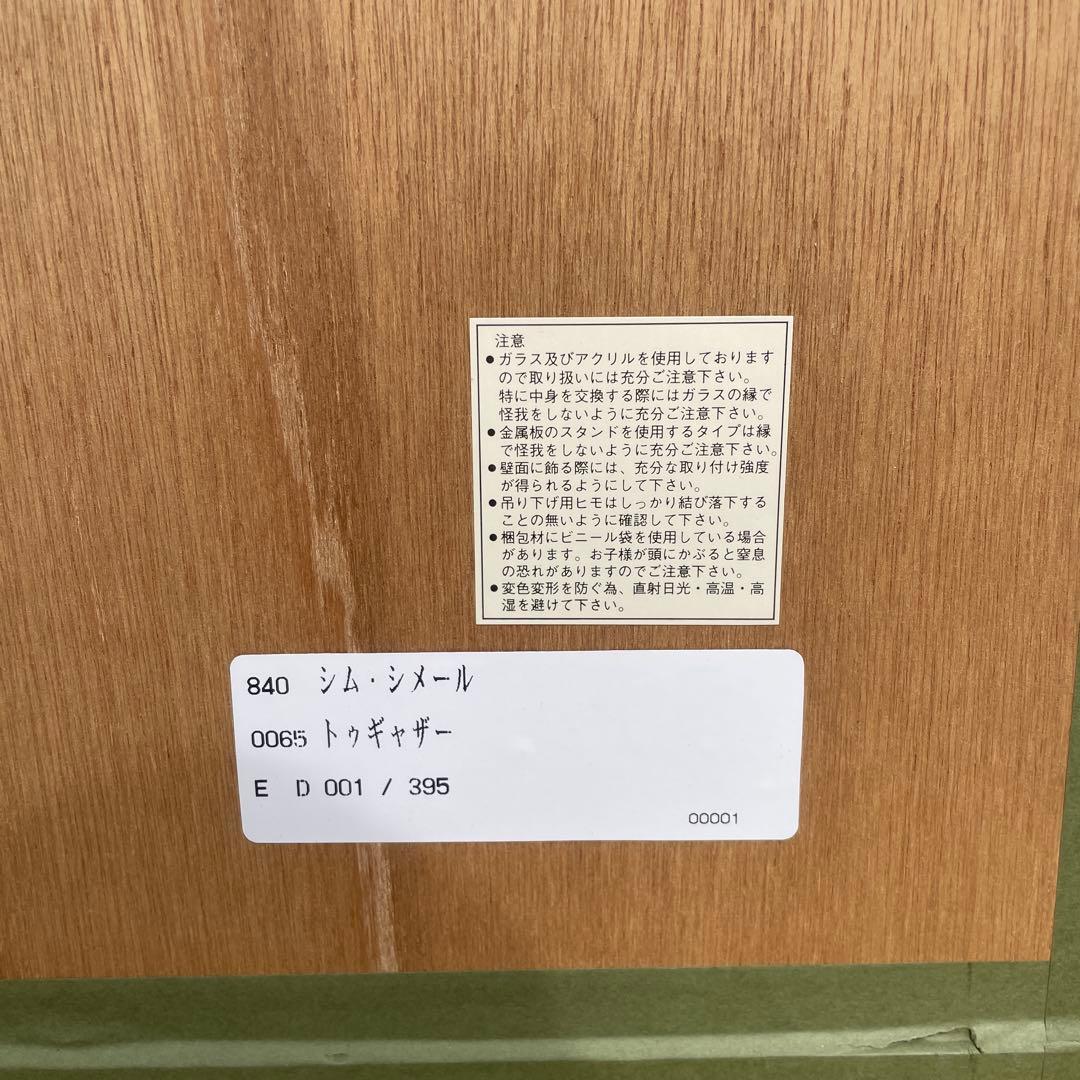 注意
●ガラス及びアクリルを使用しております
ので取り扱いには充分ご注意下さい。
特に中身を交換する際にはガラスの縁で
怪我をしないように充分ご注意下さい。
●金属板のスタンドを使用するタイプは縁
で怪我をしないように充分ご注意下さい。
●壁面に飾る際には、充分な取り付け強度
が得られるようにして下さい。
●吊り下げ用ヒモはしっかり結び落下する
ことの無いように確認して下さい。
●梱包材にビニール袋を使用している場合
があります。お子様が頭にかぶると窒息
の恐れがありますのでご注意下さい。
●変色変形を防ぐ為、直射日光・高温・高
湿を避けて下さい。
840 シム・シメール
0065 トゥギャザー
E D 001 / 395
00001